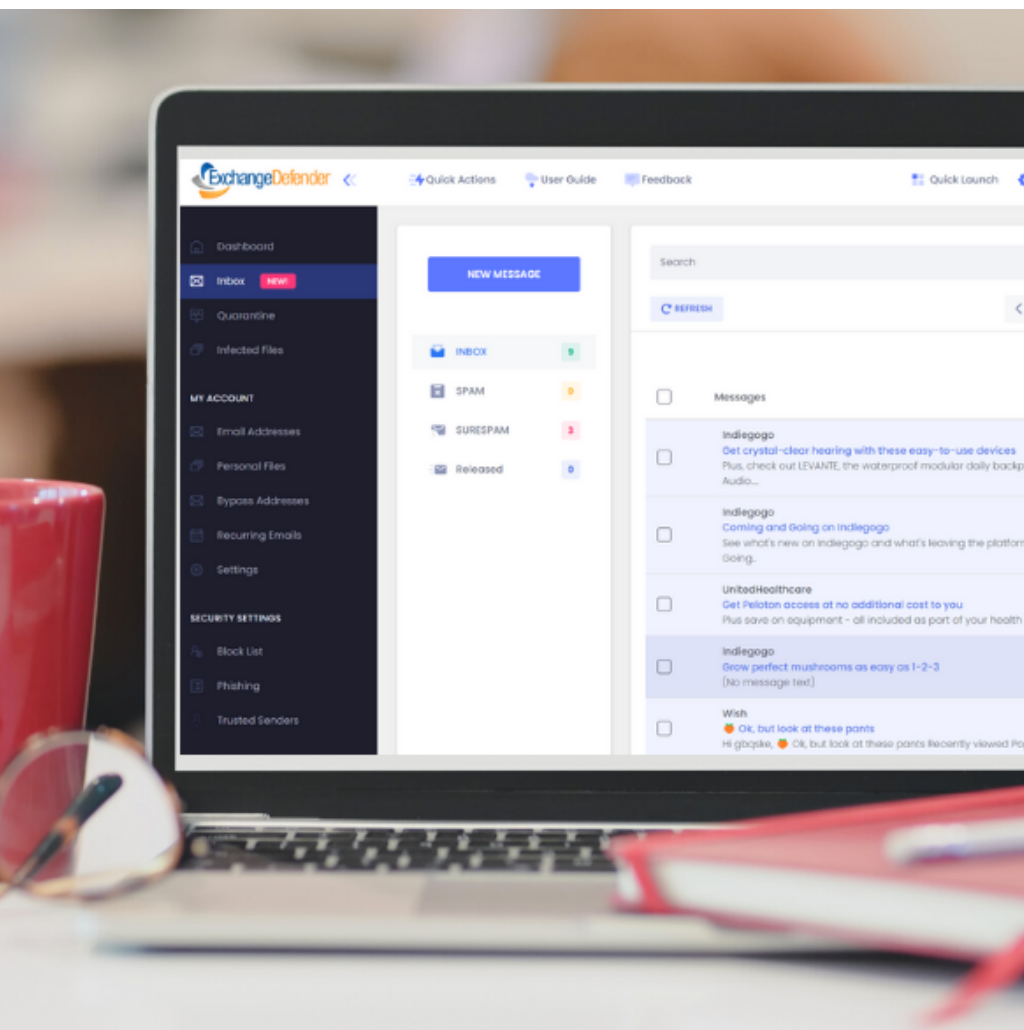 ExchangeDefender
Quick Actions
User Guide
Feedback
Quick Launch
Dashboard
Inbox NEW!
Quarantine
Infected Files
MY ACCOUNT
Email Addresses
Personal Files
Bypass Addresses
Recurring Emails
Settings
SECURITY SETTINGS
Block List
Phishing
Trusted Senders
NEW MESSAGE
INBOX 9
SPAM 0
SURESPAM 3
Released 0
Search
REFRESH
Messages
Indiegogo
Get crystal-clear hearing with these easy-to-use devices
Plus, check out LEVANTE, the waterproof modular daily backp
Audio...
Indiegogo
Coming and Going on Indiegogo
See what's new on Indiegogo and what's leaving the platform
Going..
UnitedHealthcare
Get Peloton access at no additional cost to you
Plus save on equipment - all included as part of your health
Indiegogo
Grow perfect mushrooms as easy as 1-2-3
(No message text)
Wish
🍑 Ok, but look at these pants
Hi gbqske, 🍑 Ok, but look at these pants Recently viewed Po